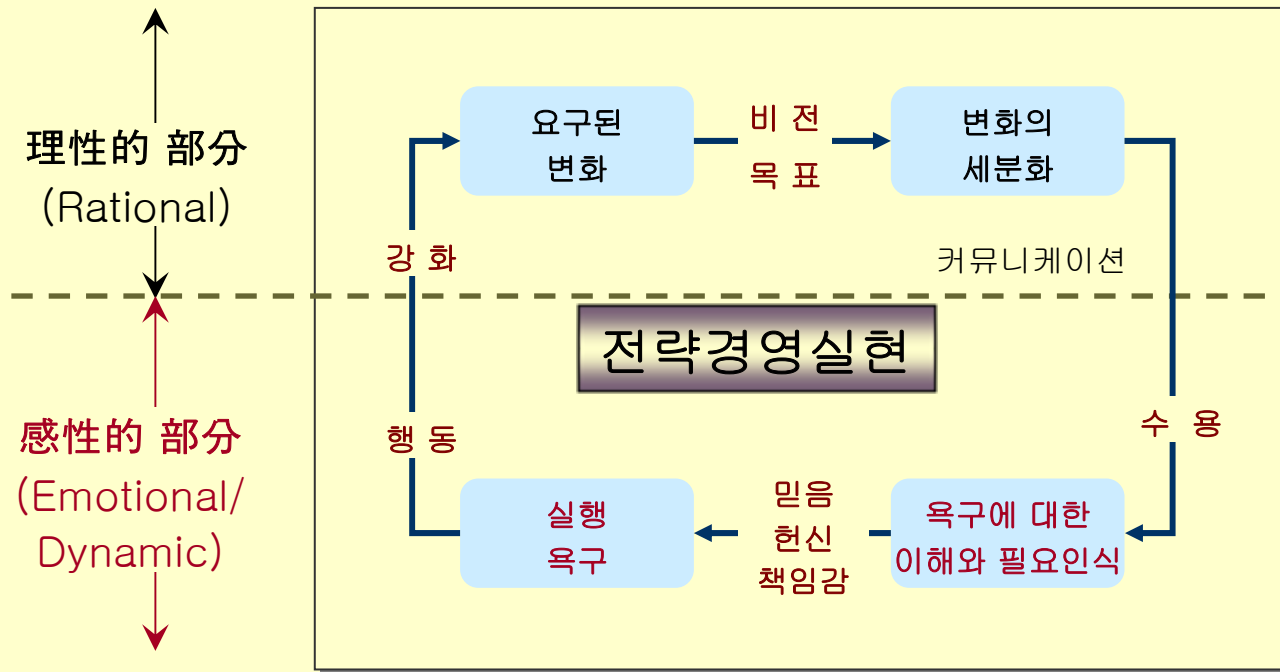 理性的 部分
(Rational)
感性的 部分
(Emotional/
Dynamic)
요구된
변화
비 전
목 표
변화의
세분화
강 화
커뮤니케이션
전략경영실현
행 동
수 용
실행
욕구
믿음
헌신
책임감
욕구에 대한
이해와 필요인식